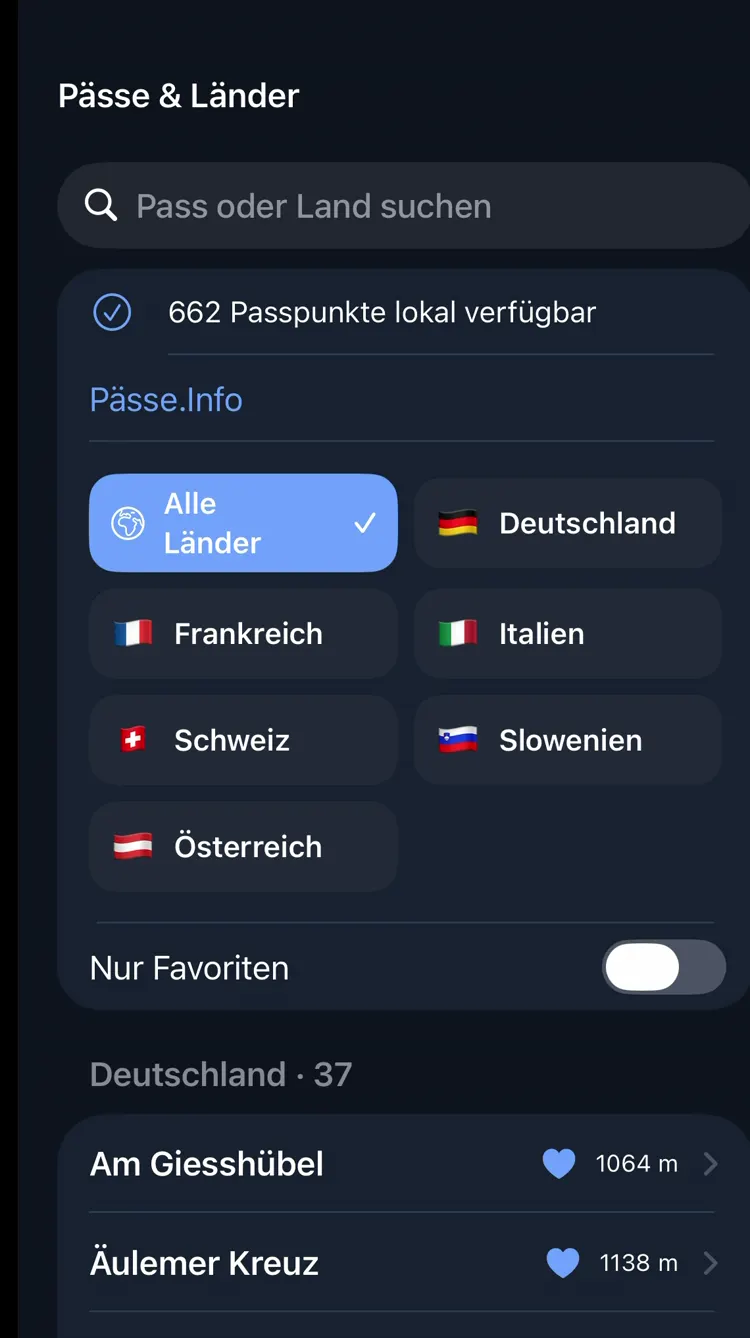 Pässe & Länder
Pass oder Land suchen
662 Passpunkte lokal verfügbar
Pässe.Info
Alle
Länder
Deutschland
Frankreich
Italien
Schweiz
Slowenien
Österreich
Nur Favoriten
Deutschland · 37
Am Giesshübel 1064 m
Äulemer Kreuz 1138 m